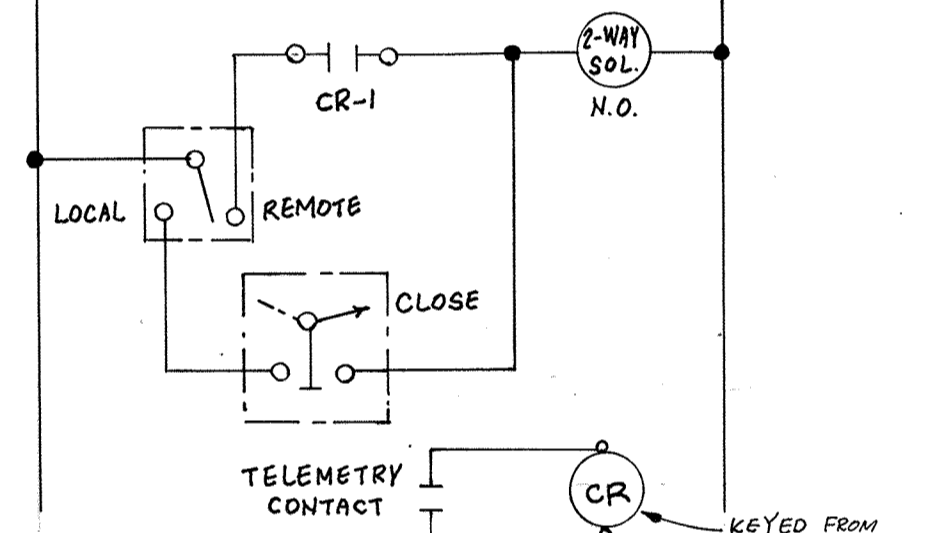 2-WAY
SOL.
CR-1
N.O.
LOCAL
REMOTE
CLOSE
TELEMETRY
CONTACT
CR
KEYED FROM